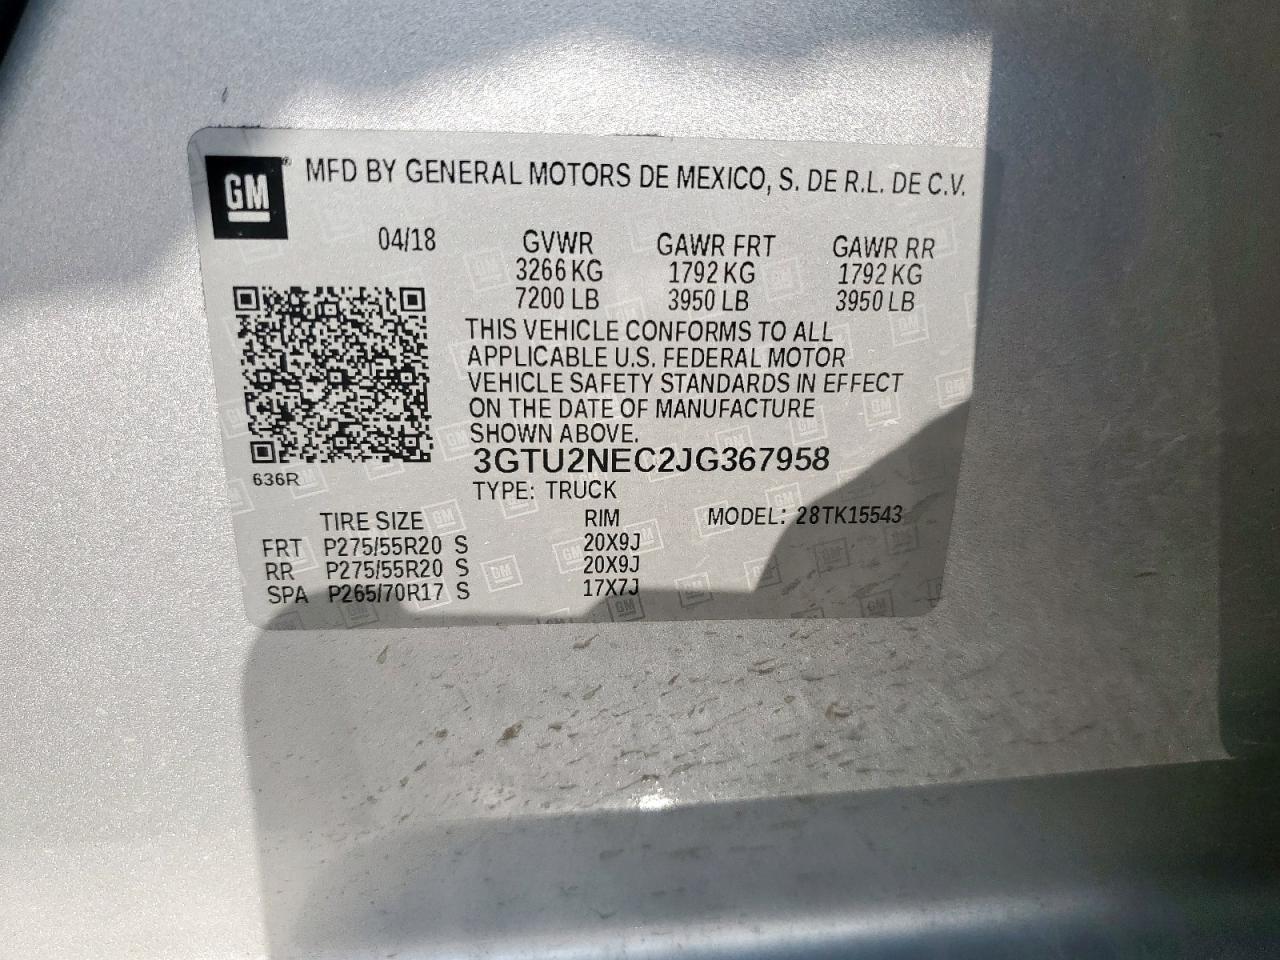 GM ® MFD BY GENERAL MOTORS DE MEXICO, S. DE R.L. DE C.V.
04/18 GVWR GAWR FRT GAWR RR
3266 KG 1792 KG 1792 KG
7200 LB 3950 LB 3950 LB
THIS VEHICLE CONFORMS TO ALL
APPLICABLE U.S. FEDERAL MOTOR
VEHICLE SAFETY STANDARDS IN EFFECT
ON THE DATE OF MANUFACTURE
SHOWN ABOVE.
3GTU2NEC2JG367958
636R
TYPE: TRUCK
TIRE SIZE RIM MODEL: 28TK15543
FRT P275/55R20 S 20X9J
RR P275/55R20 S 20X9J
SPA P265/70R17 S 17X7J